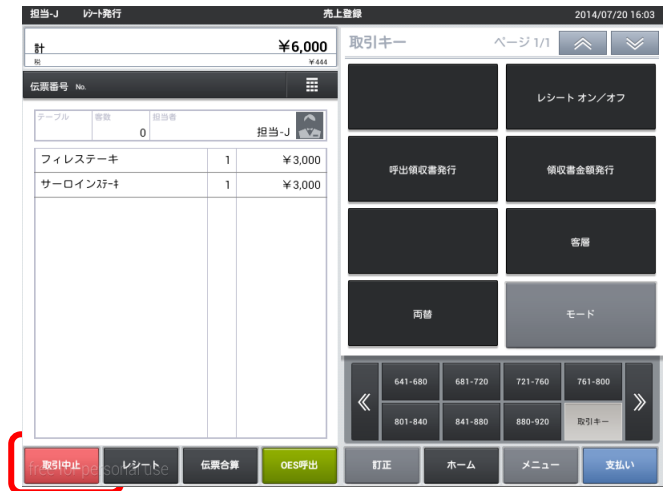 担当-J ﾚｼｰﾄ発行 売上登録 2014/07/20 16:03
計 ¥6,000
税 ¥444
伝票番号 No.
テーブル 客数 担当者
0 担当-J
フィレステーキ 1 ¥3,000
サーロインｽﾃｰｷ 1 ¥3,000
取引キー ページ 1/1
レシート オン／オフ
呼出領収書発行 領収書金額発行
客層
両替 モード
641-680 681-720 721-760 761-800
801-840 841-880 880-920 取引キー
取引中止 レシート 伝票合算 OES呼出 訂正 ホーム メニュー 支払い
free for personal use